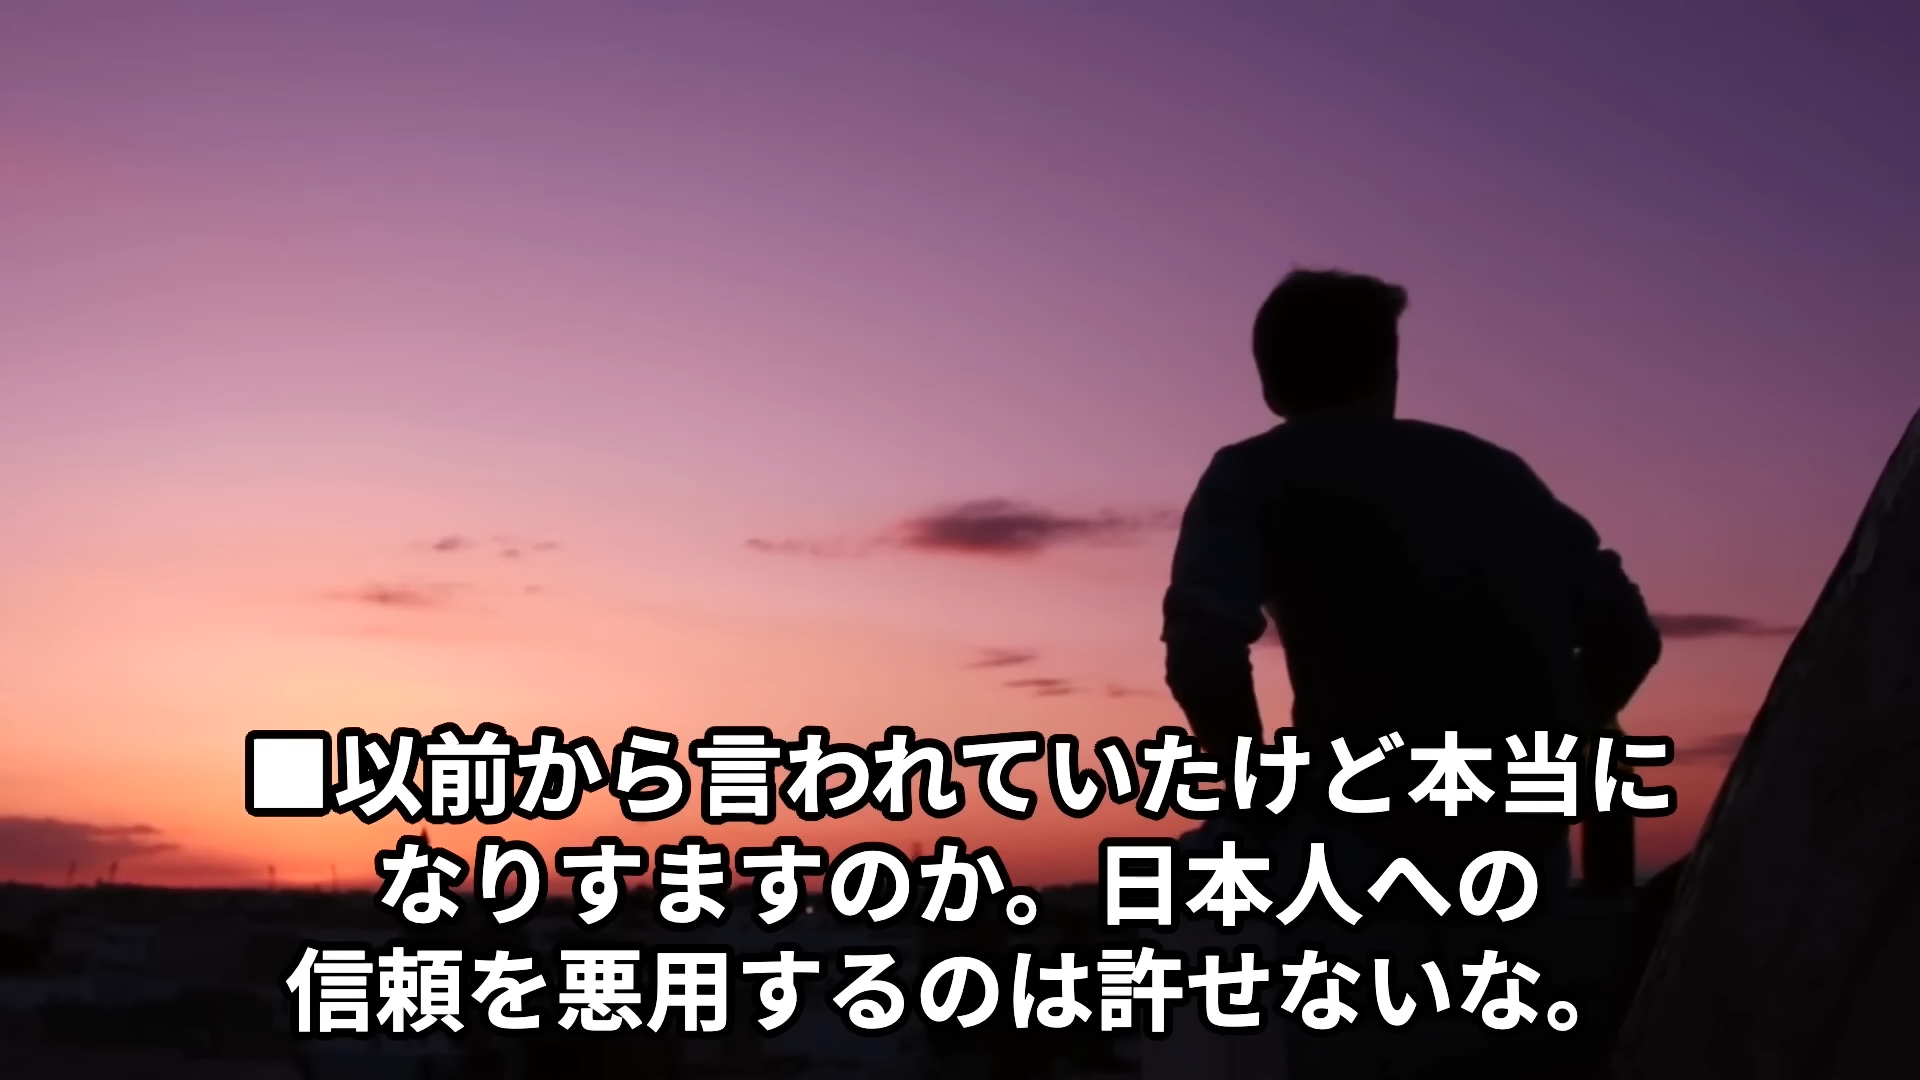 ■以前から言われていたけど本当に
なりすますのか。日本人への
信頼を悪用するのは許せないな。